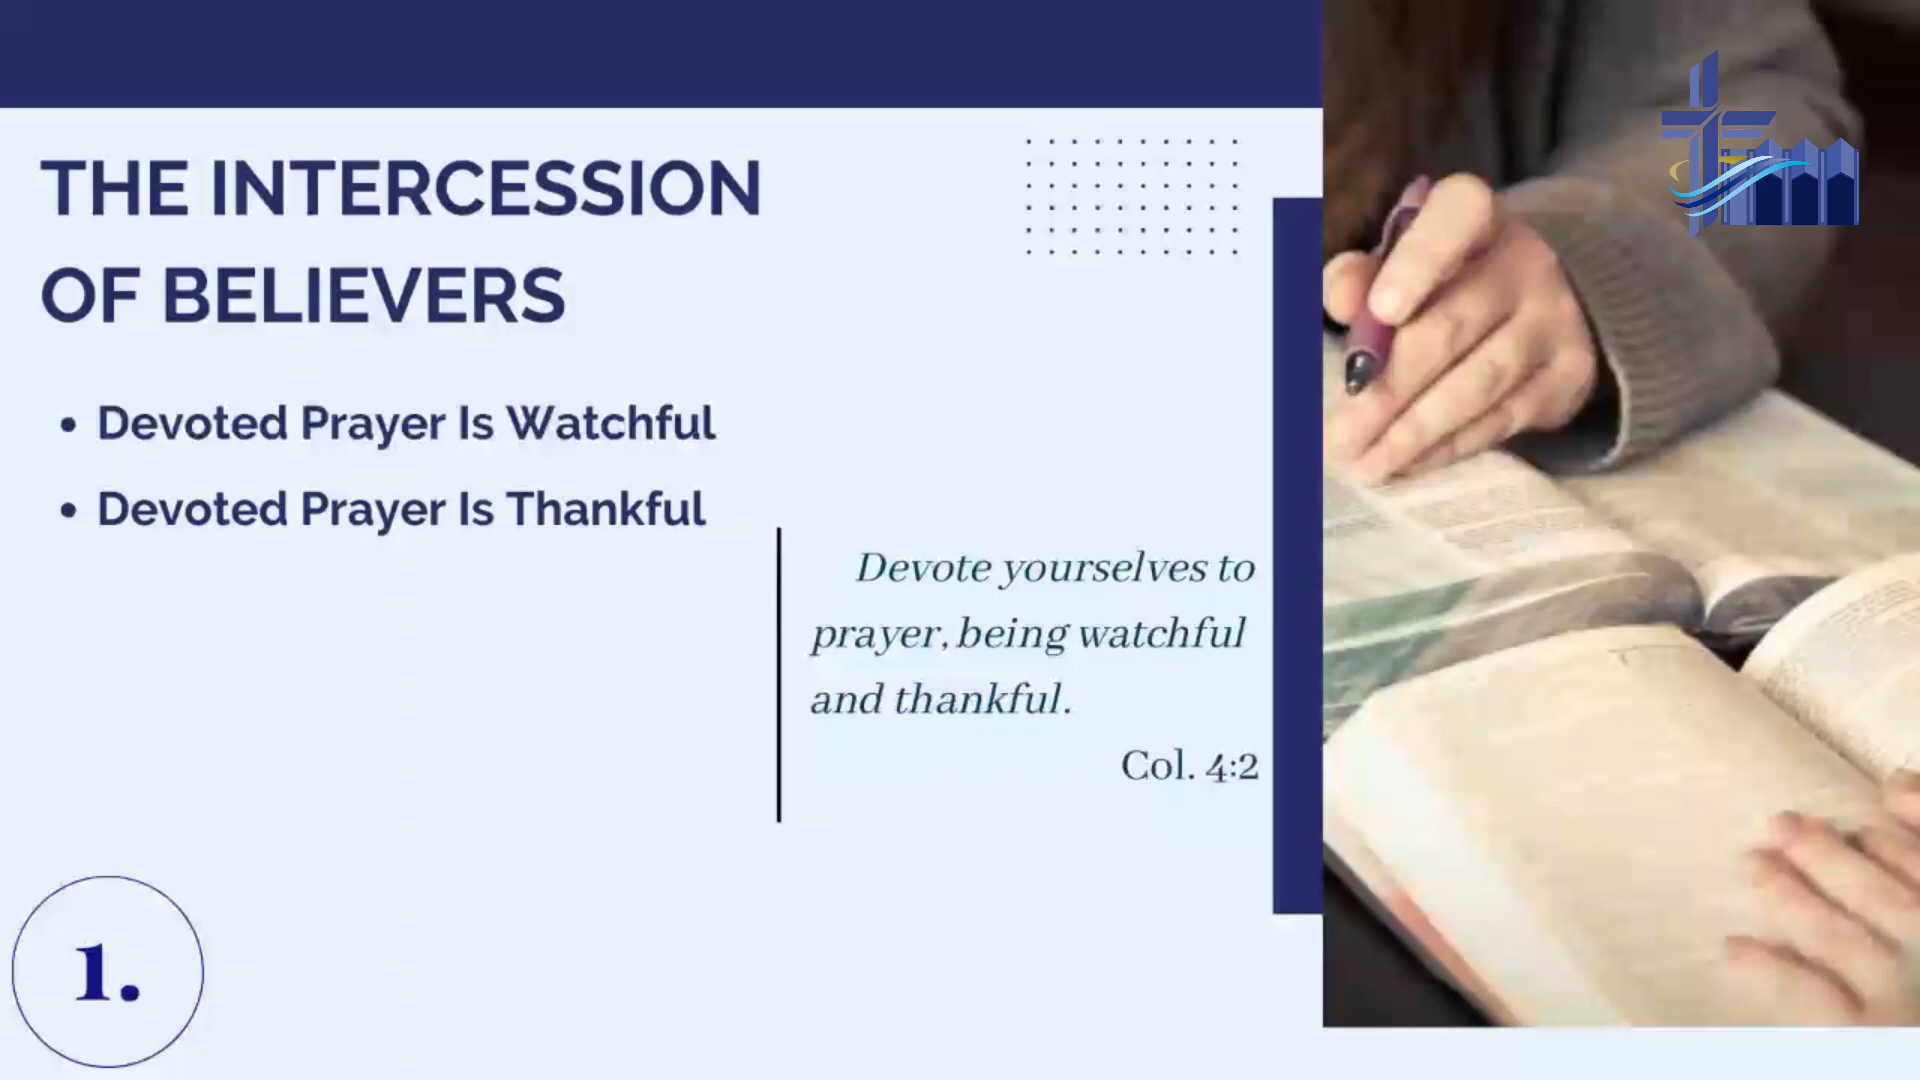 THE INTERCESSION
OF BELIEVERS
• Devoted Prayer Is Watchful
• Devoted Prayer Is Thankful
Devote yourselves to
prayer, being watchful
and thankful.
Col. 4:2
1.